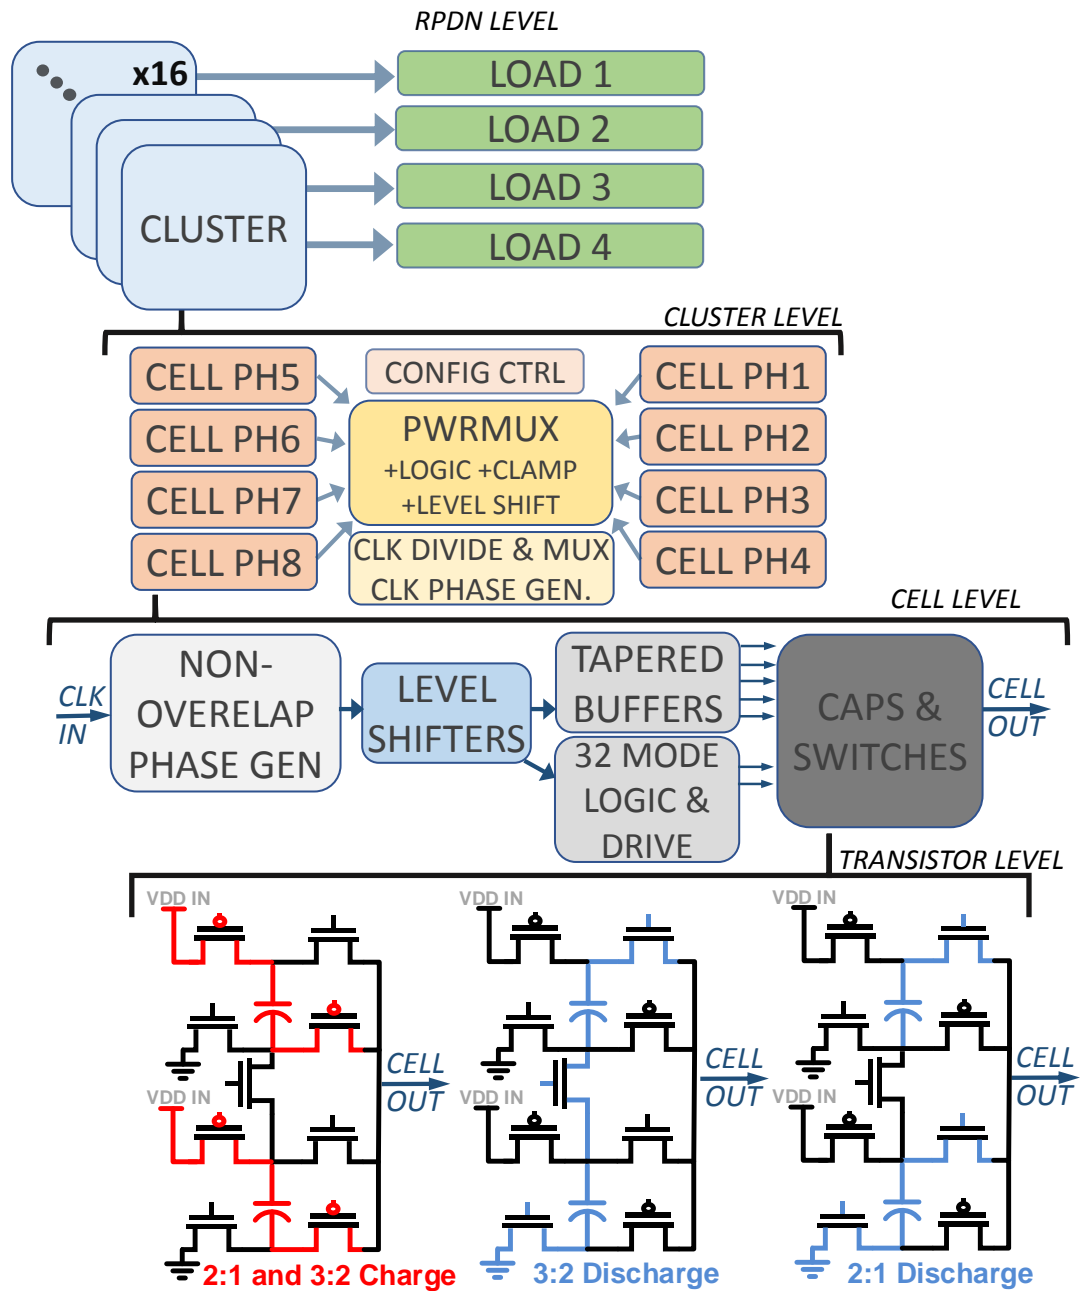 RPDN LEVEL
x16
LOAD 1
LOAD 2
LOAD 3
LOAD 4
CLUSTER
CLUSTER LEVEL
CELL PH5
CELL PH6
CELL PH7
CELL PH8
CONFIG CTRL
PWRMUX
+LOGIC +CLAMP
+LEVEL SHIFT
CLK DIVIDE & MUX
CLK PHASE GEN.
CELL PH1
CELL PH2
CELL PH3
CELL PH4
CELL LEVEL
CLK
IN
NON-
OVERELAP
PHASE GEN
LEVEL
SHIFTERS
TAPERED
BUFFERS
32 MODE
LOGIC &
DRIVE
CAPS &
SWITCHES
CELL
OUT
TRANSISTOR LEVEL
VDD IN
VDD IN
CELL
OUT
2:1 and 3:2 Charge
VDD IN
VDD IN
CELL
OUT
3:2 Discharge
VDD IN
VDD IN
CELL
OUT
2:1 Discharge